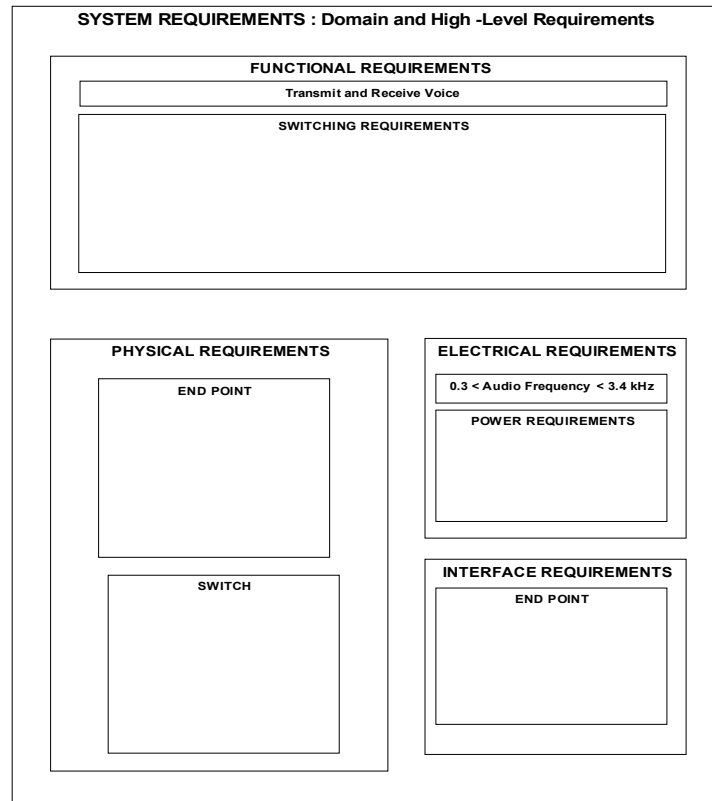 SYSTEM REQUIREMENTS : Domain and High -Level Requirements
FUNCTIONAL REQUIREMENTS
Transmit and Receive Voice
SWITCHING REQUIREMENTS
PHYSICAL REQUIREMENTS
END POINT
SWITCH
ELECTRICAL REQUIREMENTS
0.3 < Audio Frequency < 3.4 kHz
POWER REQUIREMENTS
INTERFACE REQUIREMENTS
END POINT